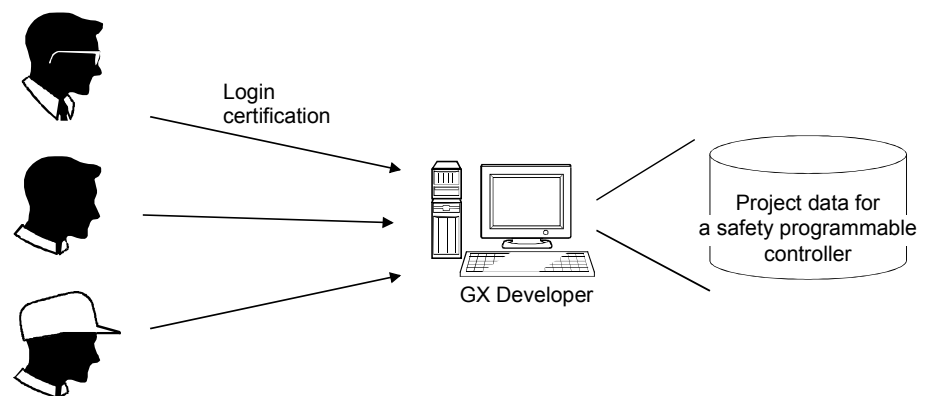 Login
certification
Project data for
a safety programmable
controller
GX Developer